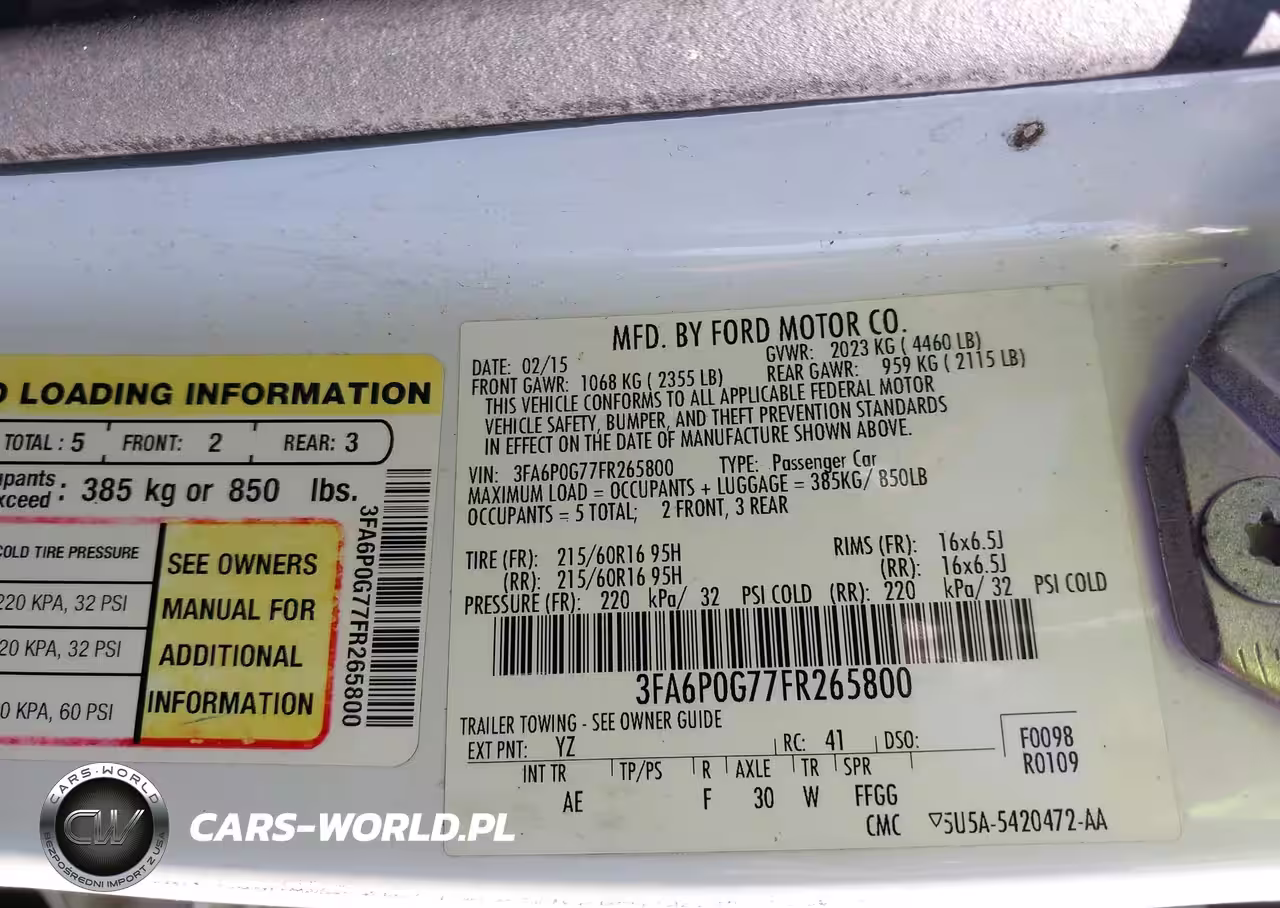 D LOADING INFORMATION
TOTAL : 5 FRONT: 2 REAR: 3
upants
xceed : 385 kg or 850 lbs.
COLD TIRE PRESSURE
220 KPA, 32 PSI
20 KPA, 32 PSI
0 KPA, 60 PSI
SEE OWNERS
MANUAL FOR
ADDITIONAL
INFORMATION
3FA6P0G77FR265800
MFD. BY FORD MOTOR CO.
DATE: 02/15 GVWR: 2023 KG ( 4460 LB)
FRONT GAWR: 1068 KG ( 2355 LB) REAR GAWR: 959 KG ( 2115 LB)
THIS VEHICLE CONFORMS TO ALL APPLICABLE FEDERAL MOTOR
VEHICLE SAFETY, BUMPER, AND THEFT PREVENTION STANDARDS
IN EFFECT ON THE DATE OF MANUFACTURE SHOWN ABOVE.
VIN: 3FA6P0G77FR265800 TYPE: Passenger Car
MAXIMUM LOAD = OCCUPANTS + LUGGAGE = 385KG/ 850LB
OCCUPANTS = 5 TOTAL; 2 FRONT, 3 REAR
TIRE (FR): 215/60R16 95H RIMS (FR): 16x6.5J
(RR): 215/60R16 95H (RR): 16x6.5J
PRESSURE (FR): 220 kPa/ 32 PSI COLD (RR): 220 kPa/ 32 PSI COLD
3FA6P0G77FR265800
TRAILER TOWING - SEE OWNER GUIDE
EXT PNT: YZ RC: 41 DSO: F0098
R0109
INT TR TP/PS R AXLE TR SPR
AE F 30 W FFGG
CMC ▽5U5A-5420472-AA
CARS-WORLD
CW
BEZPOŚREDNI IMPORT Z USA
CARS-WORLD.PL